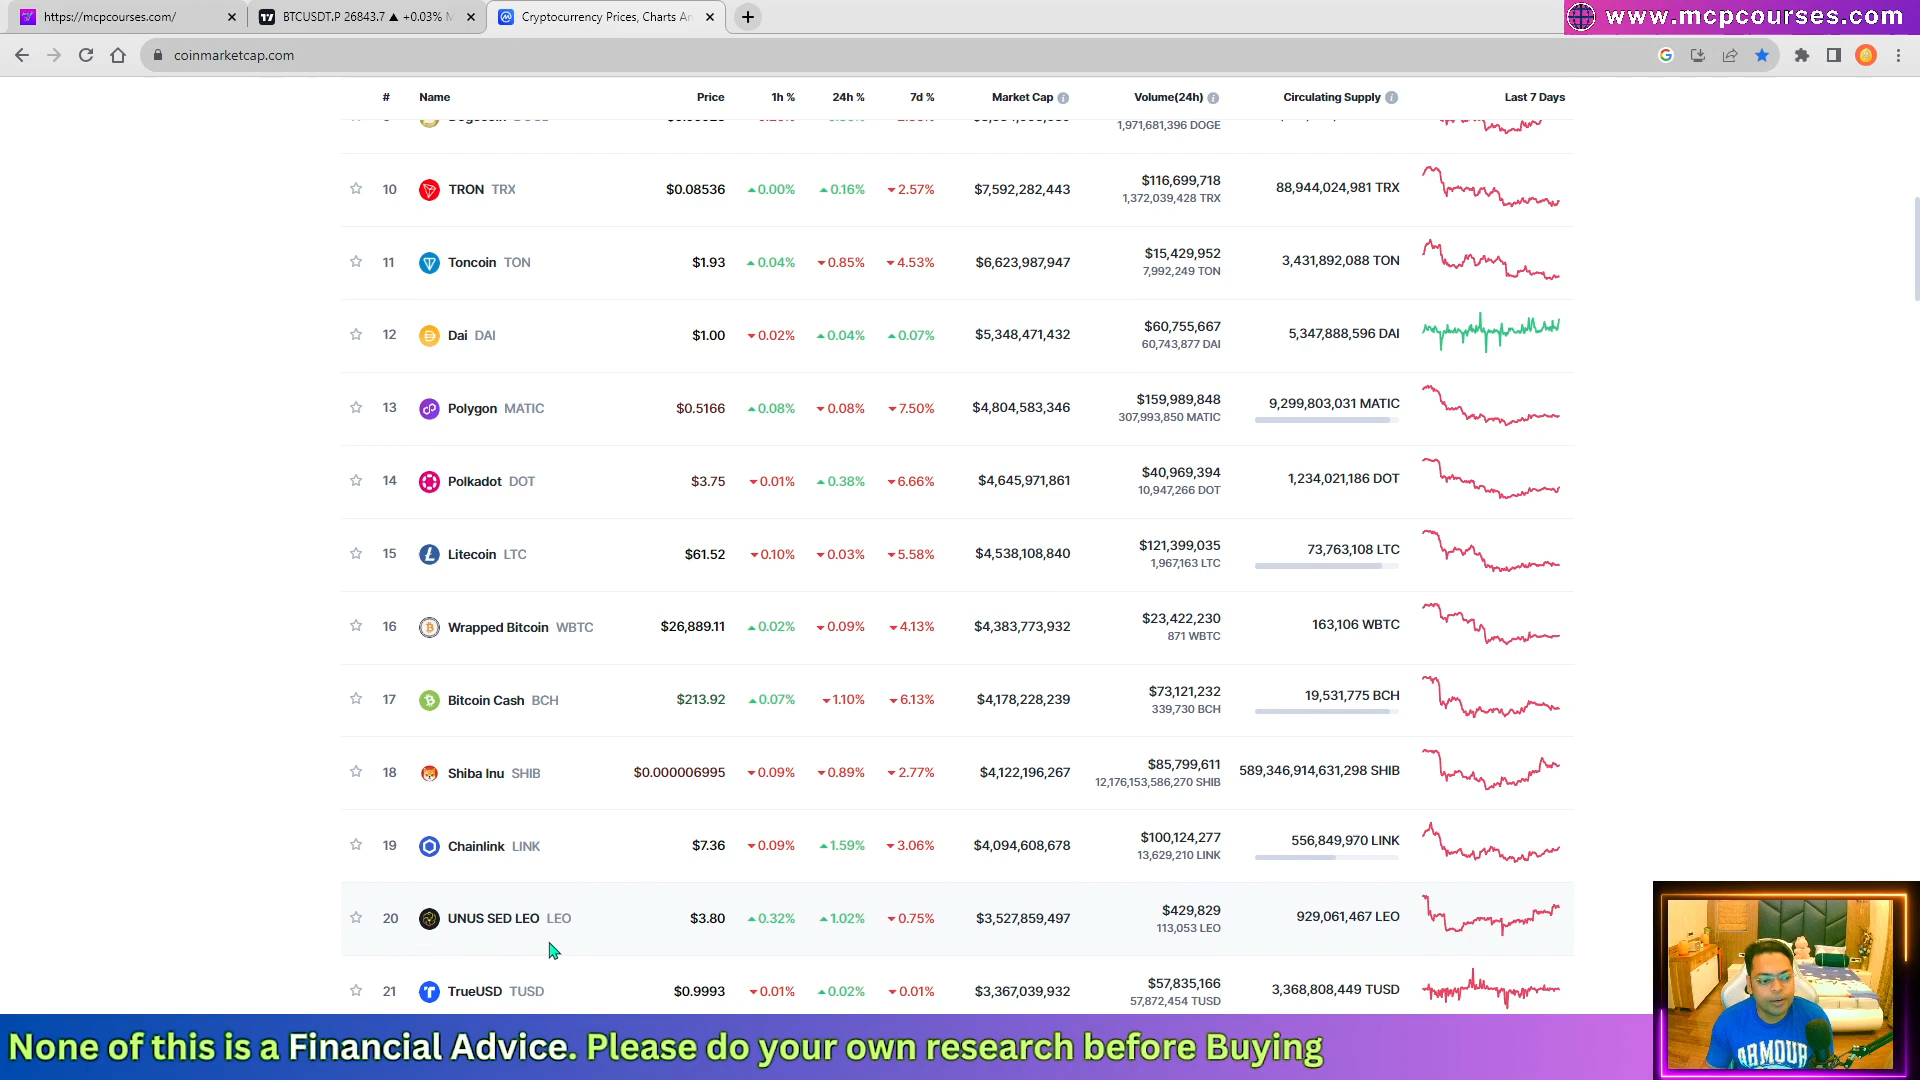 https://mcpcourses.com/
BTCUSDT.P 26843.7 ▲ +0.03%
Cryptocurrency Prices, Charts
www.mcpcourses.com
coinmarketcap.com
# Name Price 1h % 24h % 7d % Market Cap Volume(24h) Circulating Supply Last 7 Days
1,971,681,396 DOGE
10 TRON TRX $0.08536 0.00% 0.16% 2.57% $7,592,282,443 $116,699,718 88,944,024,981 TRX
1,372,039,428 TRX
11 Toncoin TON $1.93 0.04% 0.85% 4.53% $6,623,987,947 $15,429,952 3,431,892,088 TON
7,992,249 TON
12 Dai DAI $1.00 0.02% 0.04% 0.07% $5,348,471,432 $60,755,667 5,347,888,596 DAI
60,743,877 DAI
13 Polygon MATIC $0.5166 0.08% 0.08% 7.50% $4,804,583,346 $159,989,848 9,299,803,031 MATIC
307,993,850 MATIC
14 Polkadot DOT $3.75 0.01% 0.38% 6.66% $4,645,971,861 $40,969,394 1,234,021,186 DOT
10,947,266 DOT
15 Litecoin LTC $61.52 0.10% 0.03% 5.58% $4,538,108,840 $121,399,035 73,763,108 LTC
1,967,163 LTC
16 Wrapped Bitcoin WBTC $26,889.11 0.02% 0.09% 4.13% $4,383,773,932 $23,422,230 163,106 WBTC
871 WBTC
17 Bitcoin Cash BCH $213.92 0.07% 1.10% 6.13% $4,178,228,239 $73,121,232 19,531,775 BCH
339,730 BCH
18 Shiba Inu SHIB $0.000006995 0.09% 0.89% 2.77% $4,122,196,267 $85,799,611 589,346,914,631,298 SHIB
12,176,153,586,270 SHIB
19 Chainlink LINK $7.36 0.09% 1.59% 3.06% $4,094,608,678 $100,124,277 556,849,970 LINK
13,629,210 LINK
20 UNUS SED LEO LEO $3.80 0.32% 1.02% 0.75% $3,527,859,497 $429,829 929,061,467 LEO
113,053 LEO
21 TrueUSD TUSD $0.9993 0.01% 0.02% 0.01% $3,367,039,932 $57,835,166 3,368,808,449 TUSD
57,872,454 TUSD
None of this is a Financial Advice. Please do your own research before Buying
ARMOUR